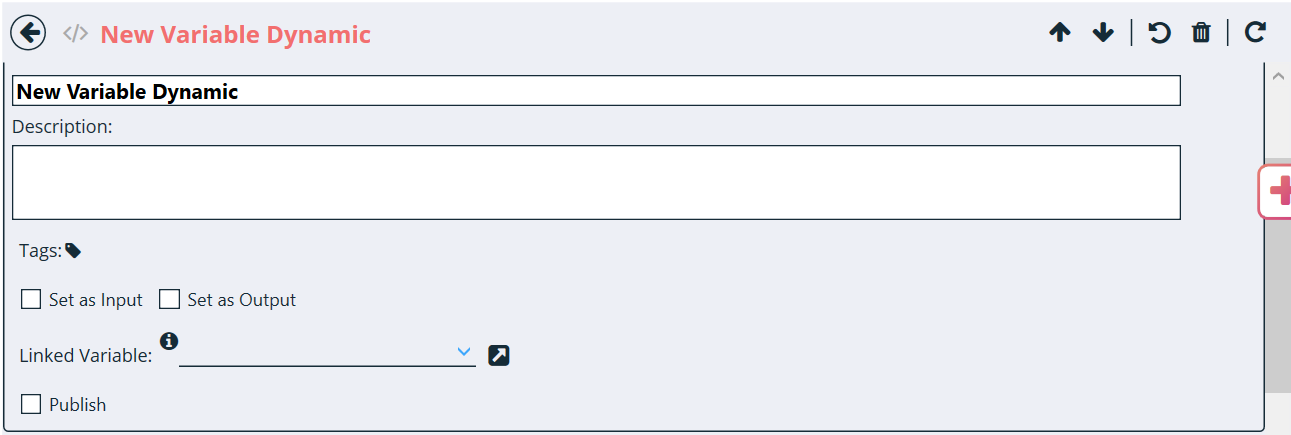 </> New Variable Dynamic
New Variable Dynamic
Description:
Tags:
Set as Input Set as Output
Linked Variable:
Publish